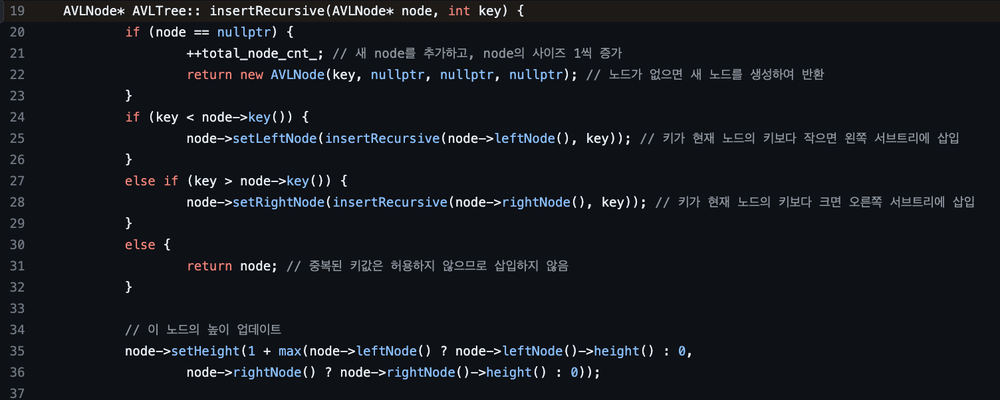 19 AVLNode* AVLTree:: insertRecursive(AVLNode* node, int key) {
20 if (node == nullptr) {
21 ++total_node_cnt_; // 새 node를 추가하고, node의 사이즈 1씩 증가
22 return new AVLNode(key, nullptr, nullptr, nullptr); // 노드가 없으면 새 노드를 생성하여 반환
23 }
24 if (key < node->key()) {
25 node->setLeftNode(insertRecursive(node->leftNode(), key)); // 키가 현재 노드의 키보다 작으면 왼쪽 서브트리에 삽입
26 }
27 else if (key > node->key()) {
28 node->setRightNode(insertRecursive(node->rightNode(), key)); // 키가 현재 노드의 키보다 크면 오른쪽 서브트리에 삽입
29 }
30 else {
31 return node; // 중복된 키값은 허용하지 않으므로 삽입하지 않음
32 }
33
34 // 이 노드의 높이 업데이트
35 node->setHeight(1 + max(node->leftNode() ? node->leftNode()->height() : 0,
36 node->rightNode() ? node->rightNode()->height() : 0));
37